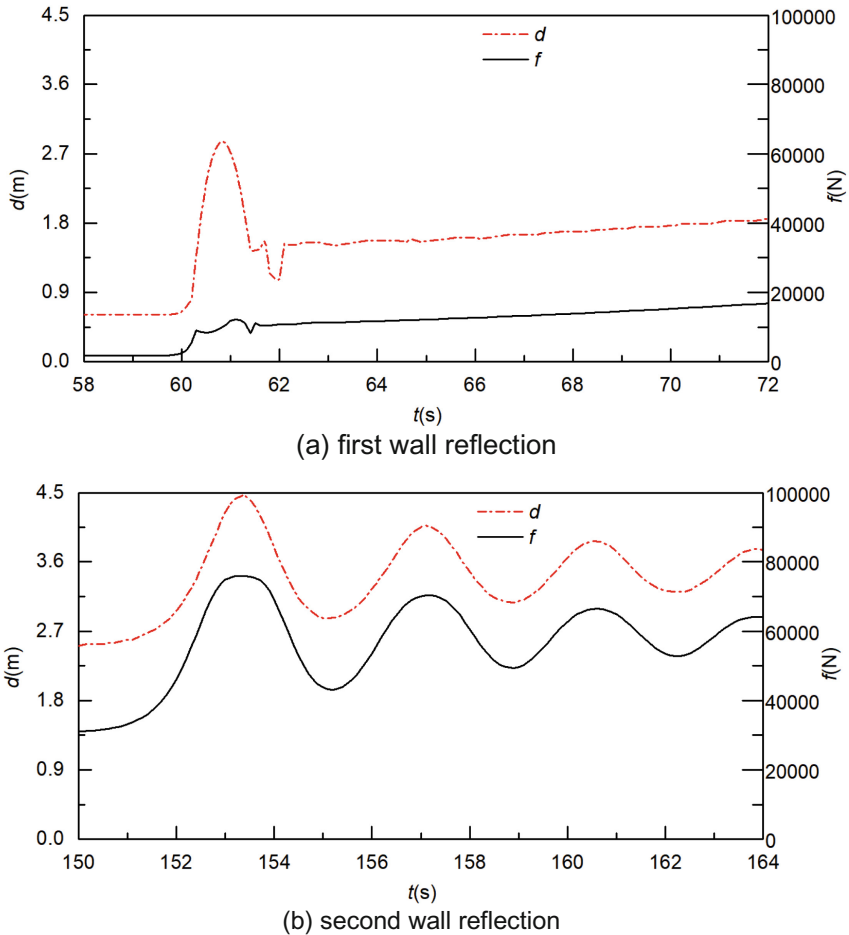 4.5
3.6
2.7
1.8
0.9
0.0
d(m)
100000
80000
60000
40000
20000
0
f(N)
d
f
58 60 62 64 66 68 70 72
t(s)
(a) first wall reflection
4.5
3.6
2.7
1.8
0.9
0.0
d(m)
100000
80000
60000
40000
20000
0
f(N)
d
f
150 152 154 156 158 160 162 164
t(s)
(b) second wall reflection